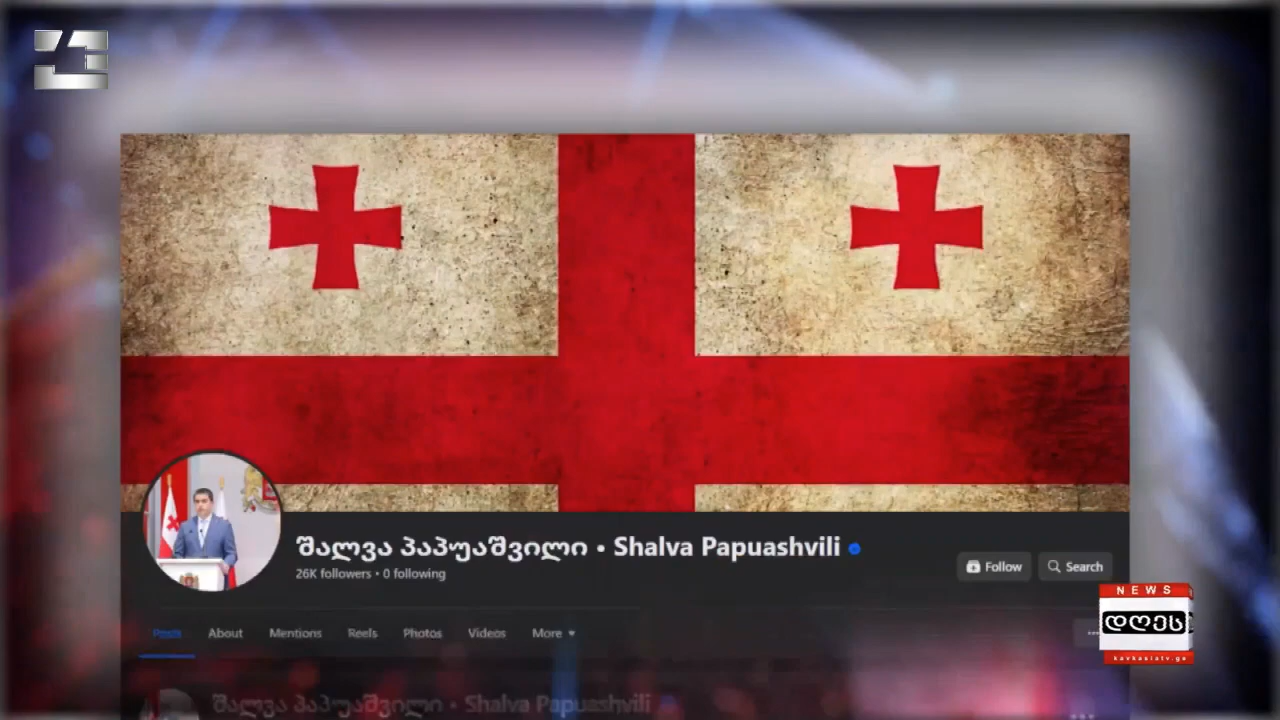 შალვა პაპუაშვილი • Shalva Papuashvili
26K followers • 0 following
Follow
Search
Posts
About
Mentions
Reels
Photos
Videos
More
NEWS
დღეს
kavkasiatv.ge
შალვა პაპუაშვილი • Shalva Papuashvili